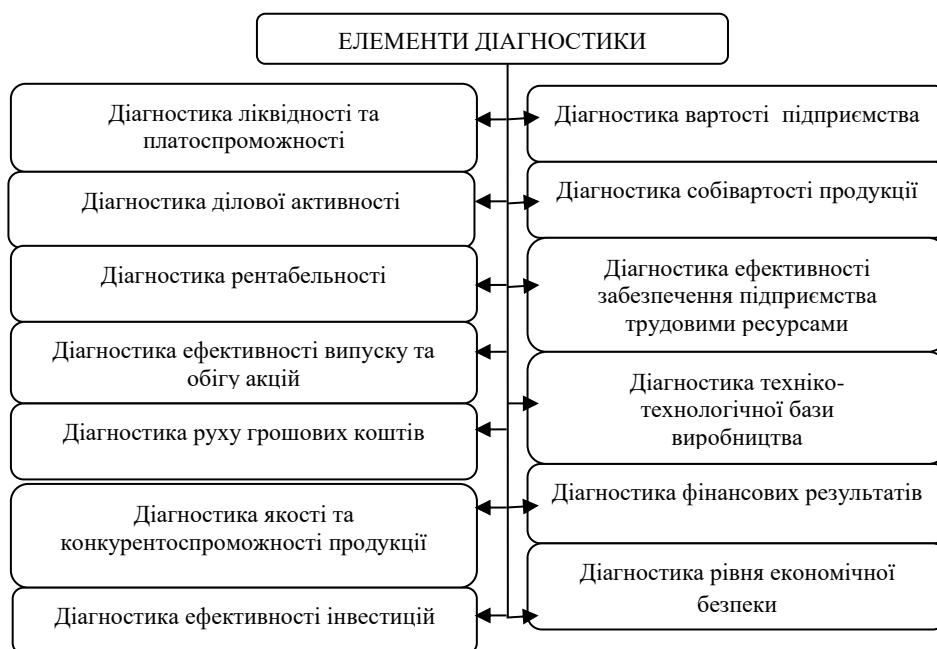 ЕЛЕМЕНТИ ДІАГНОСТИКИ
Діагностика ліквідності та
платоспроможності
Діагностика ділової активності
Діагностика рентабельності
Діагностика ефективності випуску та
обігу акцій
Діагностика руху грошових коштів
Діагностика якості та
конкурентоспроможності продукції
Діагностика ефективності інвестицій
Діагностика вартості підприємства
Діагностика собівартості продукції
Діагностика ефективності
забезпечення підприємства
трудовими ресурсами
Діагностика техніко-
технологічної бази
виробництва
Діагностика фінансових результатів
Діагностика рівня економічної
безпеки